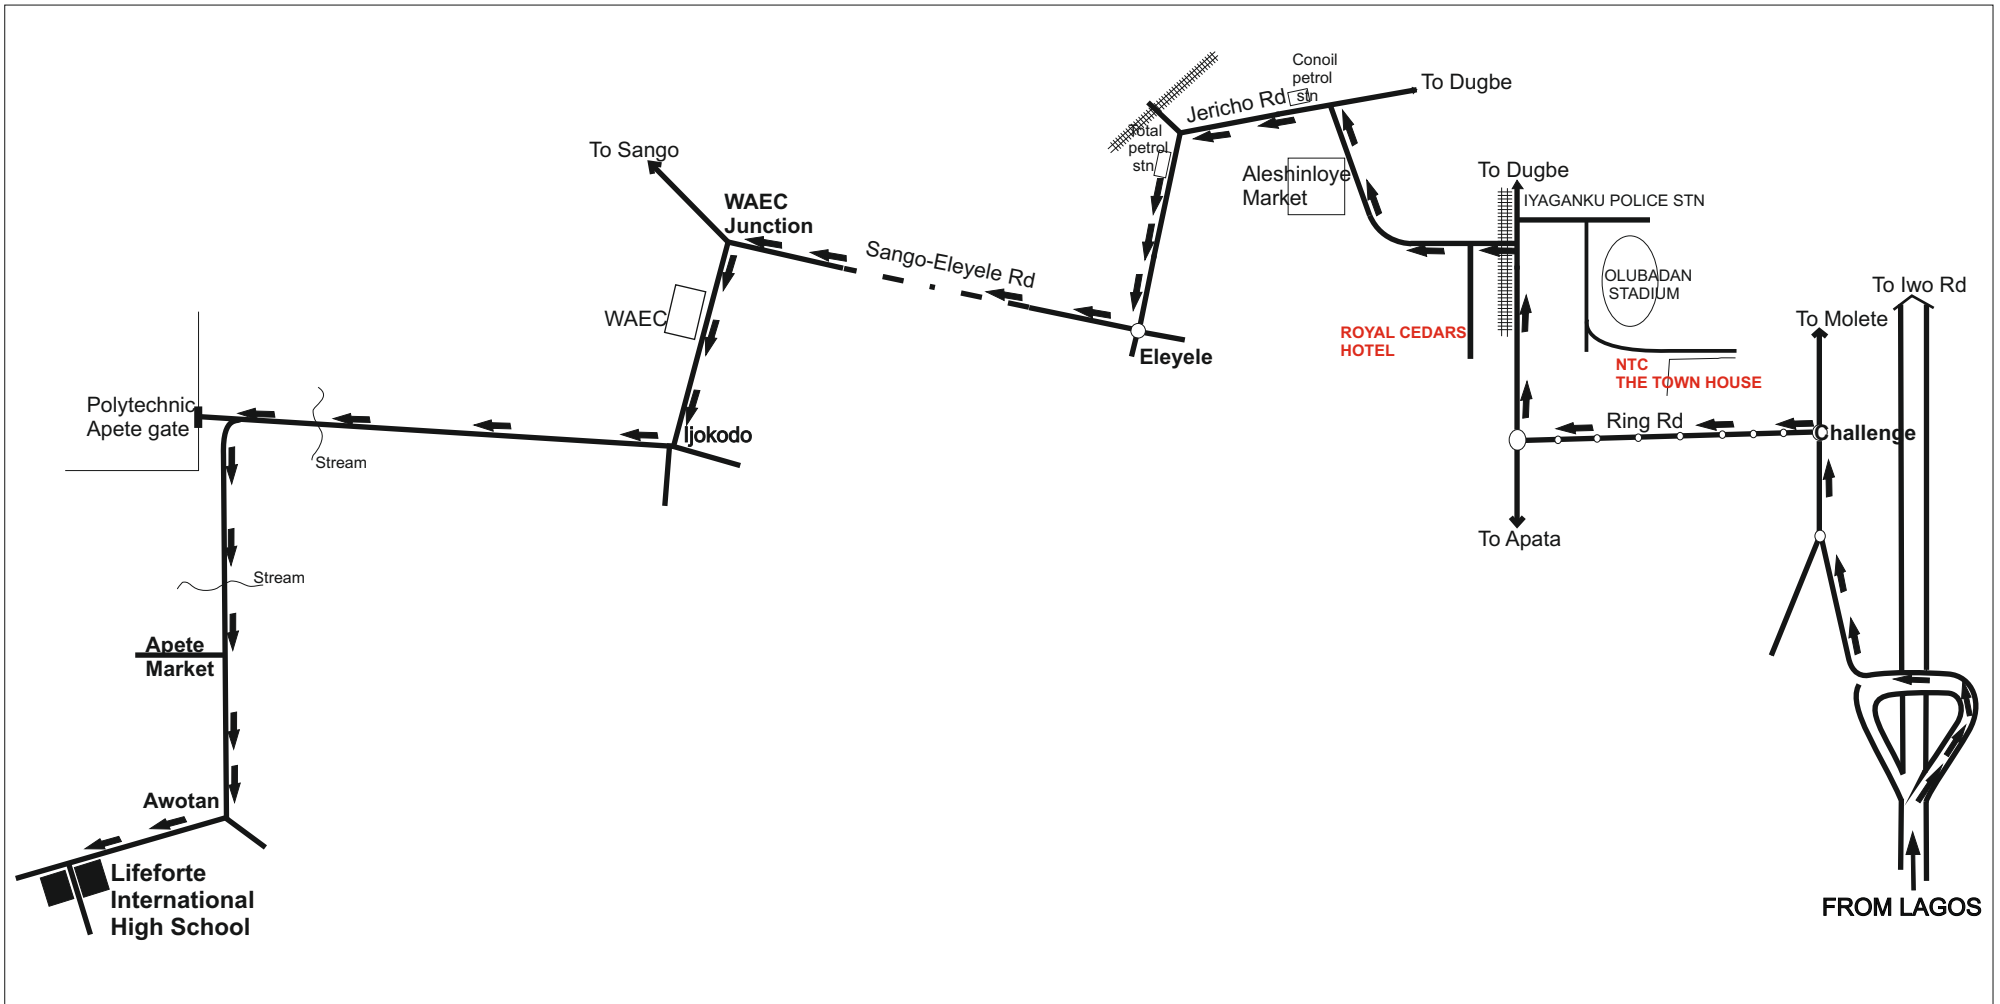 Conoil
petrol
stn
To Dugbe
Jericho Rd
Total
petrol
stn
To Sango
Aleshinloye
Market
To Dugbe
IYAGANKU POLICE STN
WAEC
Junction
Sango-Eleyele Rd
OLUBADAN
STADIUM
To Iwo Rd
To Molete
WAEC
ROYAL CEDARS
HOTEL
Eleyele
NTC
THE TOWN HOUSE
Polytechnic
Apete gate
Ring Rd
Challenge
Ijokodo
Stream
To Apata
Stream
Apete
Market
Awotan
Lifeforte
International
High School
FROM LAGOS